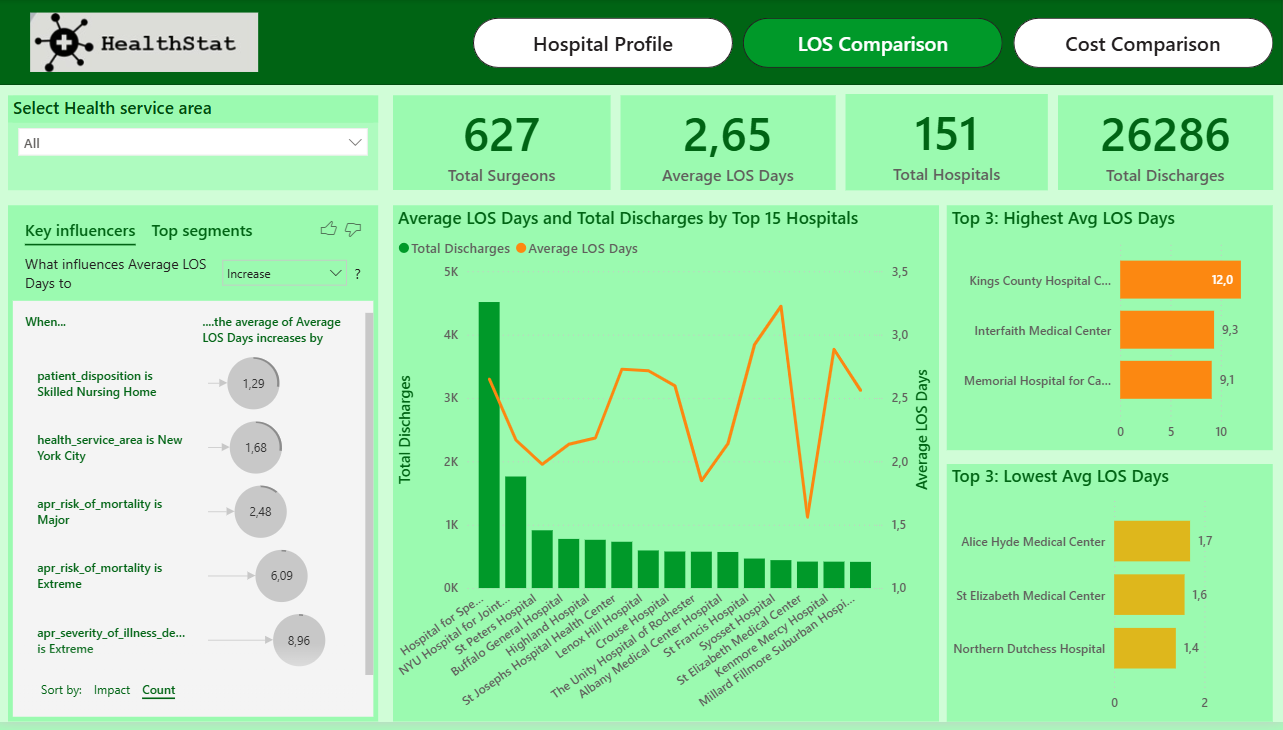 HealthStat
Hospital Profile
LOS Comparison
Cost Comparison
Select Health service area
All
627
Total Surgeons
2,65
Average LOS Days
151
Total Hospitals
26286
Total Discharges
Key influencers
Top segments
What influences Average LOS
Days to
Increase
?
When...
....the average of Average
LOS Days increases by
patient_disposition is
Skilled Nursing Home
1,29
health_service_area is New
York City
1,68
apr_risk_of_mortality is
Major
2,48
apr_risk_of_mortality is
Extreme
6,09
apr_severity_of_illness_de...
is Extreme
8,96
Sort by:
Impact
Count
Average LOS Days and Total Discharges by Top 15 Hospitals
Total Discharges
Average LOS Days
Total Discharges
5K
4K
3K
2K
1K
0K
3,5
3,0
2,5
2,0
1,5
1,0
Average LOS Days
Hospital for Spe...
NYU Hospital for Joint...
St Peters Hospital
Buffalo General Hospital
Highland Hospital
St Josephs Hospital Health Center
Lenox Hill Hospital
Crouse Hospital
The Unity Hospital of Rochester
Albany Medical Center Hospital
St Francis Hospital
Syosset Hospital
St Elizabeth Medical Center
Kenmore Mercy Hospital
Millard Fillmore Suburban Hospi...
Top 3: Highest Avg LOS Days
Kings County Hospital C...
12,0
Interfaith Medical Center
9,3
Memorial Hospital for Ca...
9,1
0
5
10
Top 3: Lowest Avg LOS Days
Alice Hyde Medical Center
1,7
St Elizabeth Medical Center
1,6
Northern Dutchess Hospital
1,4
0
2